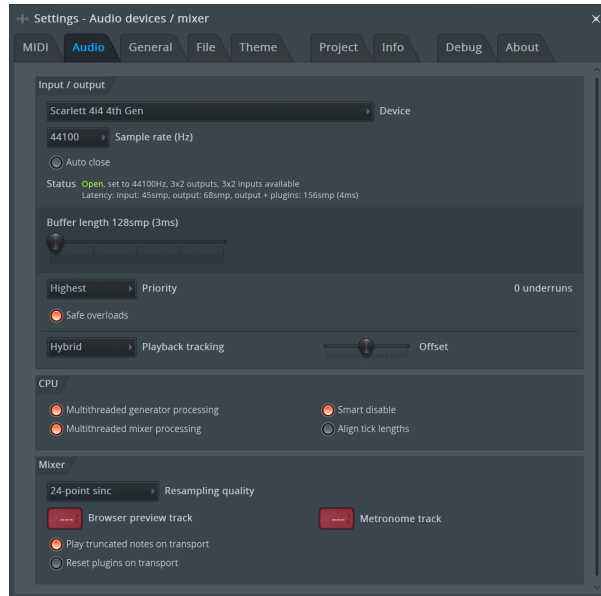 Settings - Audio devices / mixer
MIDI Audio General File Theme Project Info Debug About
Input / output
Scarlett 4i4 4th Gen Device
44100 Sample rate (Hz)
Auto close
Status Open, set to 44100Hz, 3x2 outputs, 3x2 inputs available
Latency: input: 45smp, output: 68smp, output + plugins: 156smp (4ms)
Buffer length 128smp (3ms)
Highest Priority 0 underruns
Safe overloads
Hybrid Playback tracking Offset
CPU
Multithreaded generator processing Smart disable
Multithreaded mixer processing Align tick lengths
Mixer
24-point sinc Resampling quality
--- Browser preview track --- Metronome track
Play truncated notes on transport
Reset plugins on transport